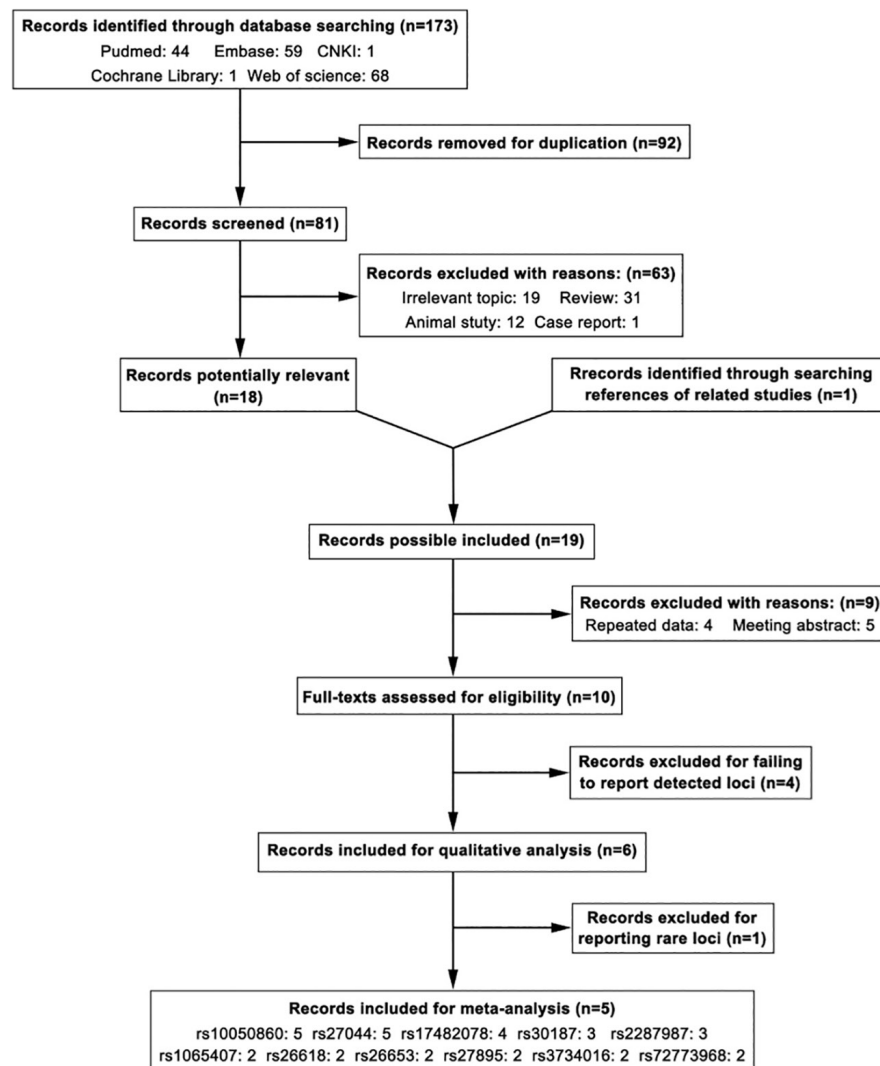 Records identified through database searching (n=173)
Pudmed: 44 Embase: 59 CNKI: 1
Cochrane Library: 1 Web of science: 68
Records removed for duplication (n=92)
Records screened (n=81)
Records excluded with reasons: (n=63)
Irrelevant topic: 19 Review: 31
Animal stuty: 12 Case report: 1
Records potentially relevant
(n=18)
Rrecords identified through searching
references of related studies (n=1)
Records possible included (n=19)
Records excluded with reasons: (n=9)
Repeated data: 4 Meeting abstract: 5
Full-texts assessed for eligibility (n=10)
Records excluded for failing
to report detected loci (n=4)
Records included for qualitative analysis (n=6)
Records excluded for
reporting rare loci (n=1)
Records included for meta-analysis (n=5)
rs10050860: 5 rs27044: 5 rs17482078: 4 rs30187: 3 rs2287987: 3
rs1065407: 2 rs26618: 2 rs26653: 2 rs27895: 2 rs3734016: 2 rs72773968: 2